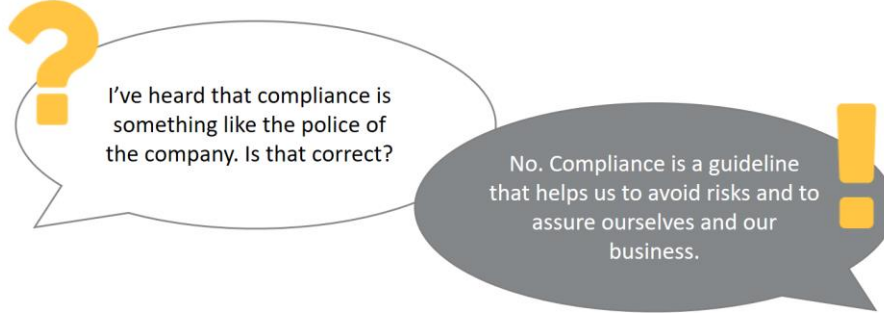 ?
I’ve heard that compliance is
something like the police of
the company. Is that correct?
No. Compliance is a guideline
that helps us to avoid risks and to
assure ourselves and our
business.
!